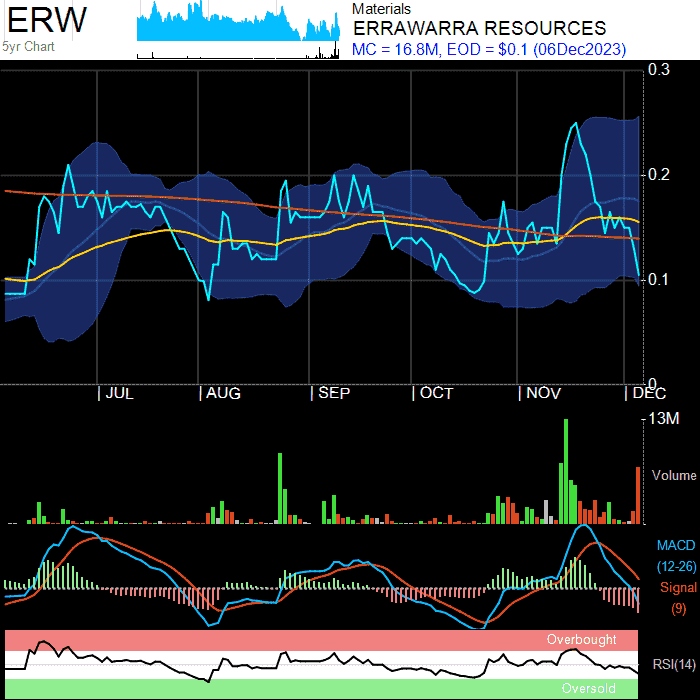 ERW
5yr Chart
Materials
ERRAWARRA RESOURCES
MC = 16.8M, EOD = $0.1 (06Dec2023)
0.3
0.2
0.1
0
| JUL | AUG | SEP | OCT | NOV | DEC
13M
Volume
MACD
(12-26)
Signal
(9)
Overbought
RSI(14)
Oversold